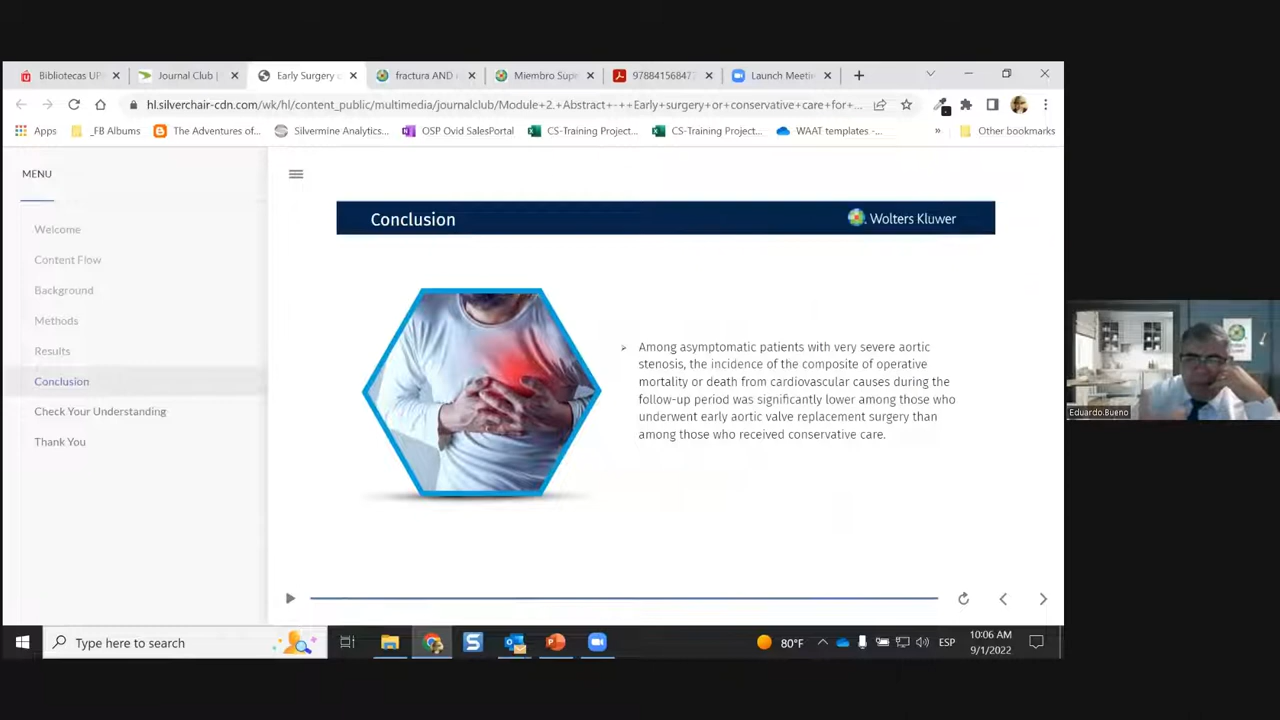 Bibliotecas UP
Journal Club |
Early Surgery
fractura AND
Miembro Sup
97884156847
Launch Meeti
hl.silverchair-cdn.com/wk/hl/content_public/multimedia/journalclub/Module+2.+Abstract+-++Early+surgery+or+conservative+care+for+...
Apps
_FB Albums
The Adventures of...
Silvermine Analytics...
OSP Ovid SalesPortal
CS-Training Project...
CS-Training Project...
WAAT templates -...
»
Other bookmarks
MENU
Welcome
Content Flow
Background
Methods
Results
Conclusion
Check Your Understanding
Thank You
Conclusion
Wolters Kluwer
Among asymptomatic patients with very severe aortic
stenosis, the incidence of the composite of operative
mortality or death from cardiovascular causes during the
follow-up period was significantly lower among those who
underwent early aortic valve replacement surgery than
among those who received conservative care.
Wolters
Kluwer
Eduardo.Bueno
Type here to search
80°F
ESP
10:06 AM
9/1/2022